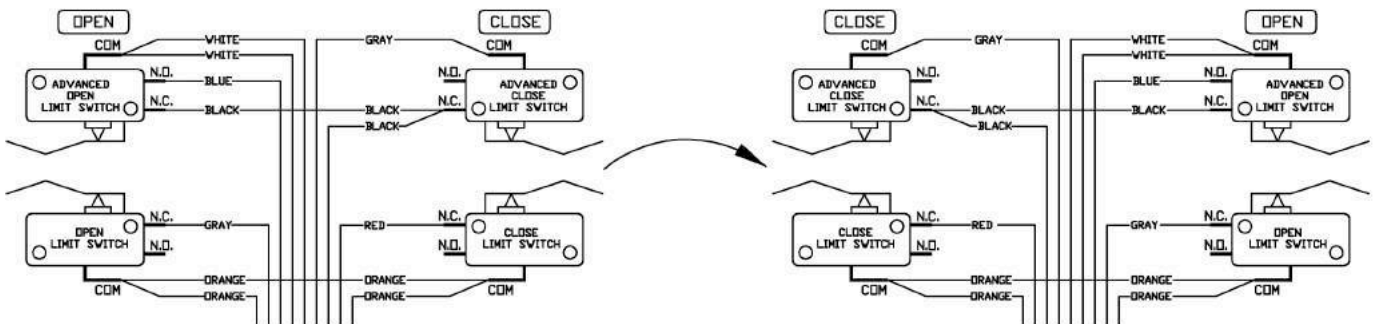 OPEN
CLOSE
CLOSE
OPEN
COM
WHITE
GRAY
COM
COM
GRAY
WHITE
COM
WHITE
WHITE
ADVANCED
OPEN
LIMIT SWITCH
N.O.
BLUE
N.O.
ADVANCED
CLOSE
LIMIT SWITCH
ADVANCED
CLOSE
LIMIT SWITCH
N.O.
BLUE
N.O.
ADVANCED
OPEN
LIMIT SWITCH
N.C.
BLACK
BLACK
N.C.
N.C.
BLACK
BLACK
N.C.
BLACK
BLACK
OPEN
LIMIT SWITCH
N.C.
GRAY
RED
N.C.
CLOSE
LIMIT SWITCH
CLOSE
LIMIT SWITCH
N.C.
RED
GRAY
N.C.
OPEN
LIMIT SWITCH
N.O.
N.O.
N.O.
N.O.
COM
ORANGE
ORANGE
COM
COM
ORANGE
ORANGE
COM
ORANGE
ORANGE
ORANGE
ORANGE